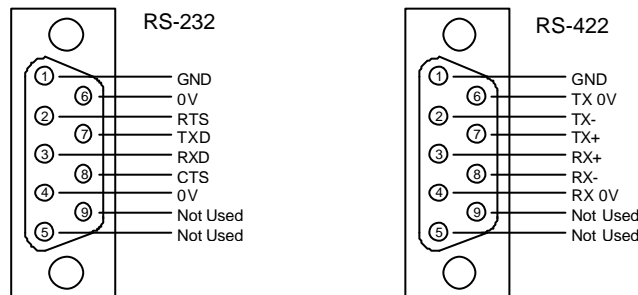 RS-232
1 GND
6 0V
2 RTS
7 TXD
3 RXD
8 CTS
4 0V
9 Not Used
5 Not Used
RS-422
1 GND
6 TX 0V
2 TX-
7 TX+
3 RX+
8 RX-
4 RX 0V
9 Not Used
5 Not Used